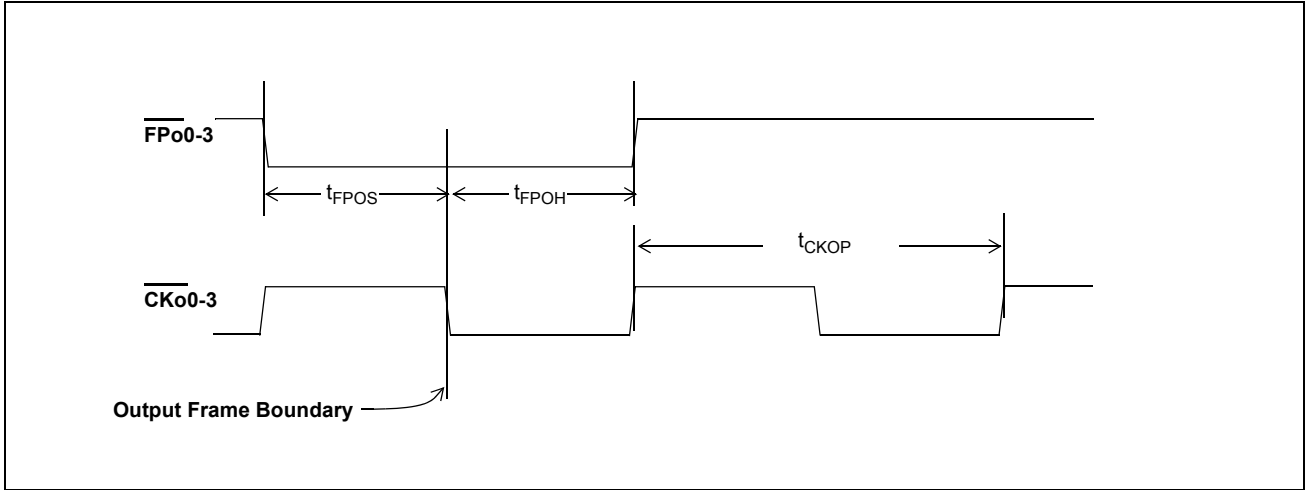 FPo0-3
tFPOS
tFPOH
tCKOP
CKo0-3
Output Frame Boundary